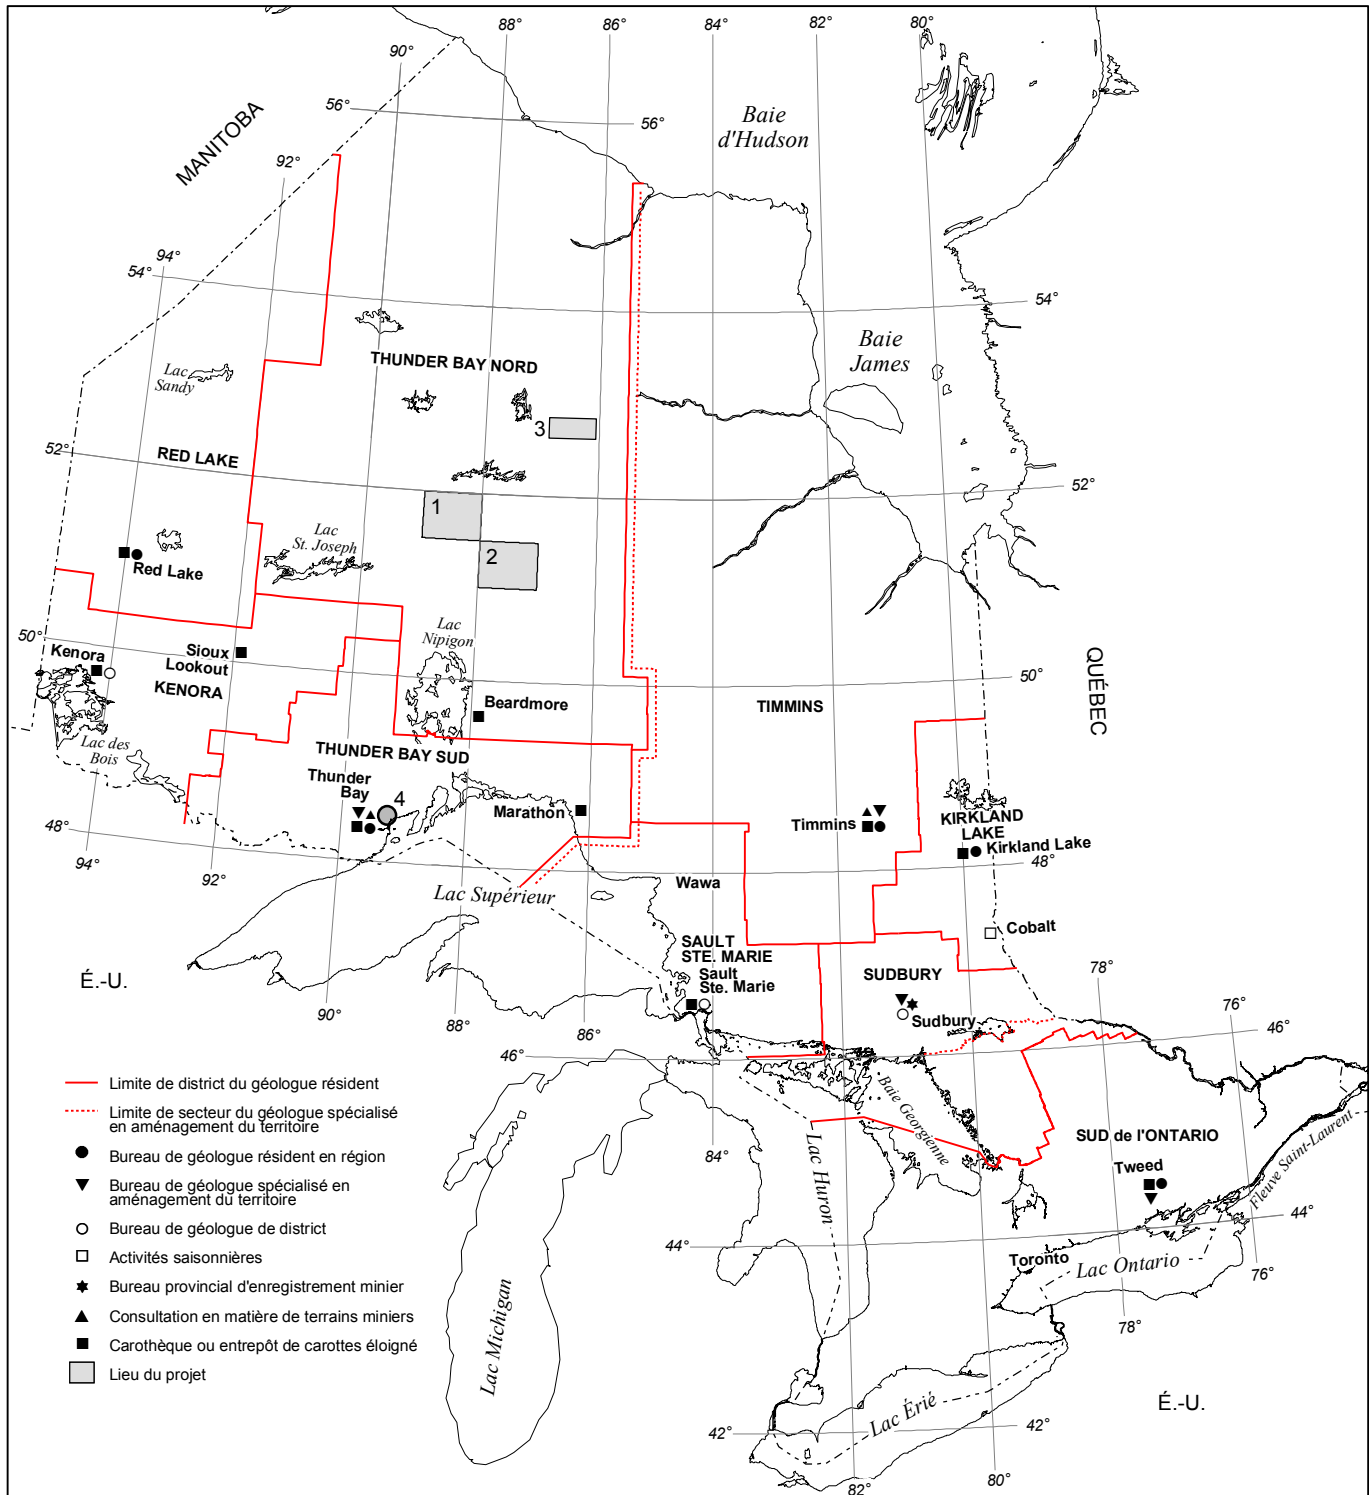 88°
86°
84°
82°
80°
90°
56°
56°
Baie
d'Hudson
MANITOBA
92°
94°
54°
54°
THUNDER BAY NORD
Baie
James
Lac
Sandy
3
52°
RED LAKE
52°
1
Lac
St. Joseph
2
Red Lake
50°
Lac
Nipigon
Sioux
Lookout
Kenora
KENORA
50°
QUÉBEC
Beardmore
TIMMINS
Lac des
Bois
THUNDER BAY SUD
Thunder
Bay
4
Marathon
Timmins
KIRKLAND
LAKE
Kirkland Lake
48°
48°
94°
92°
Wawa
Lac Supérieur
Cobalt
SAULT
STE. MARIE
Sault
Ste. Marie
SUDBURY
Sudbury
É.-U.
78°
76°
90°
88°
86°
46°
46°
Limite de district du géologue résident
Limite de secteur du géologue spécialisé
en aménagement du territoire
Bureau de géologue résident en région
Bureau de géologue spécialisé en
aménagement du territoire
Bureau de géologue de district
Activités saisonnières
Bureau provincial d'enregistrement minier
Consultation en matière de terrains miniers
Carothèque ou entrepôt de carottes éloigné
Lieu du projet
Baie Georgienne
84°
Lac Huron
SUD de l'ONTARIO
Tweed
Fleuve Saint-Laurent
44°
44°
Toronto
Lac Ontario
76°
78°
Lac Michigan
Lac Érié
É.-U.
42°
42°
82°
80°